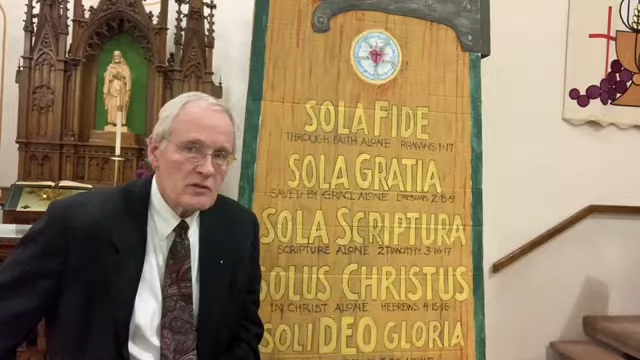 SOLA FIDE
THROUGH FAITH ALONE ROMANS 1:17
SOLA GRATIA
SAVED BY GRACE ALONE EPHESIANS 2:8-9
SOLA SCRIPTURA
SCRIPTURE ALONE 2 TIMOTHY 3:16-17
SOLUS CHRISTUS
IN CHRIST ALONE HEBREWS 4:15-16
SOLI DEO GLORIA